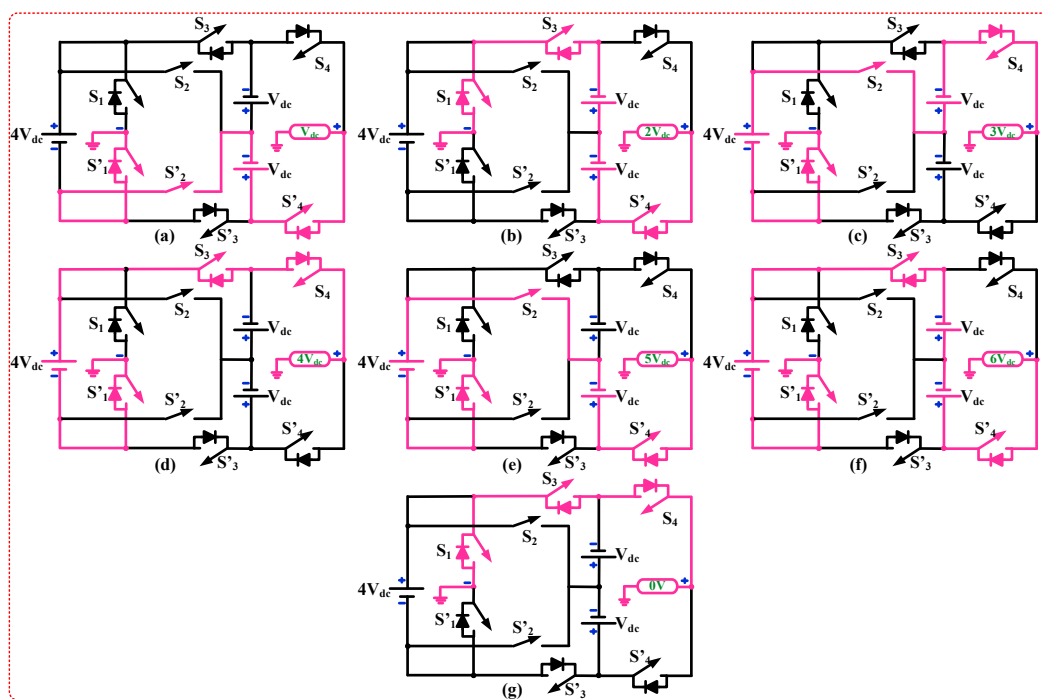 S3
S4
S2
S1
Vdc
4Vdc
Vdc
S'1
Vdc
S'2
S'4
S'3
(a)
S3
S4
S2
S1
Vdc
4Vdc
2Vdc
S'1
Vdc
S'2
S'4
S'3
(b)
S3
S4
S2
S1
Vdc
4Vdc
3Vdc
S'1
Vdc
S'2
S'4
S'3
(c)
S3
S4
S2
S1
Vdc
4Vdc
4Vdc
S'1
Vdc
S'2
S'4
S'3
(d)
S3
S4
S2
S1
Vdc
4Vdc
5Vdc
S'1
Vdc
S'2
S'4
S'3
(e)
S3
S4
S2
S1
Vdc
4Vdc
6Vdc
S'1
Vdc
S'2
S'4
S'3
(f)
S3
S4
S2
S1
Vdc
4Vdc
0V
S'1
Vdc
S'2
S'4
S'3
(g)